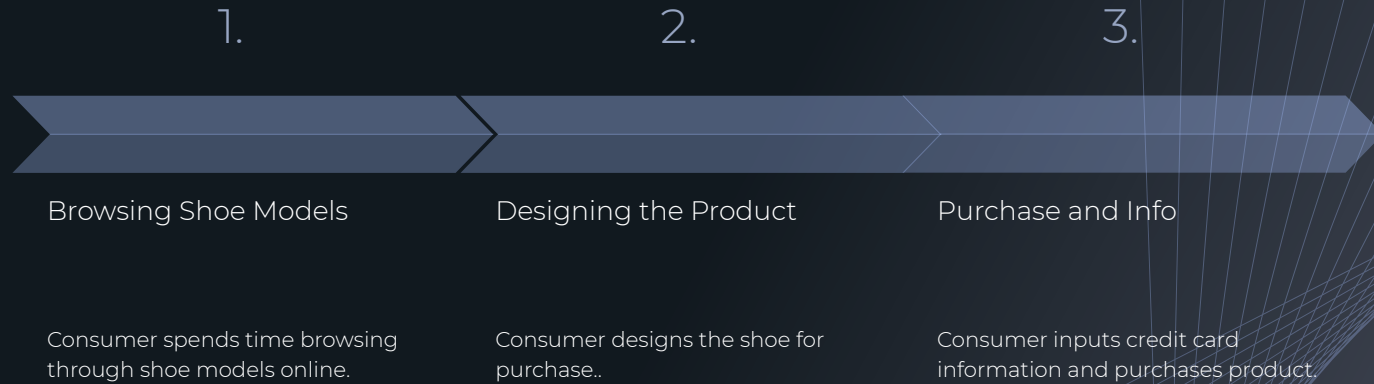 1.
2.
3.
Browsing Shoe Models
Designing the Product
Purchase and Info
Consumer spends time browsing
through shoe models online.
Consumer designs the shoe for
purchase..
Consumer inputs credit card
information and purchases product.